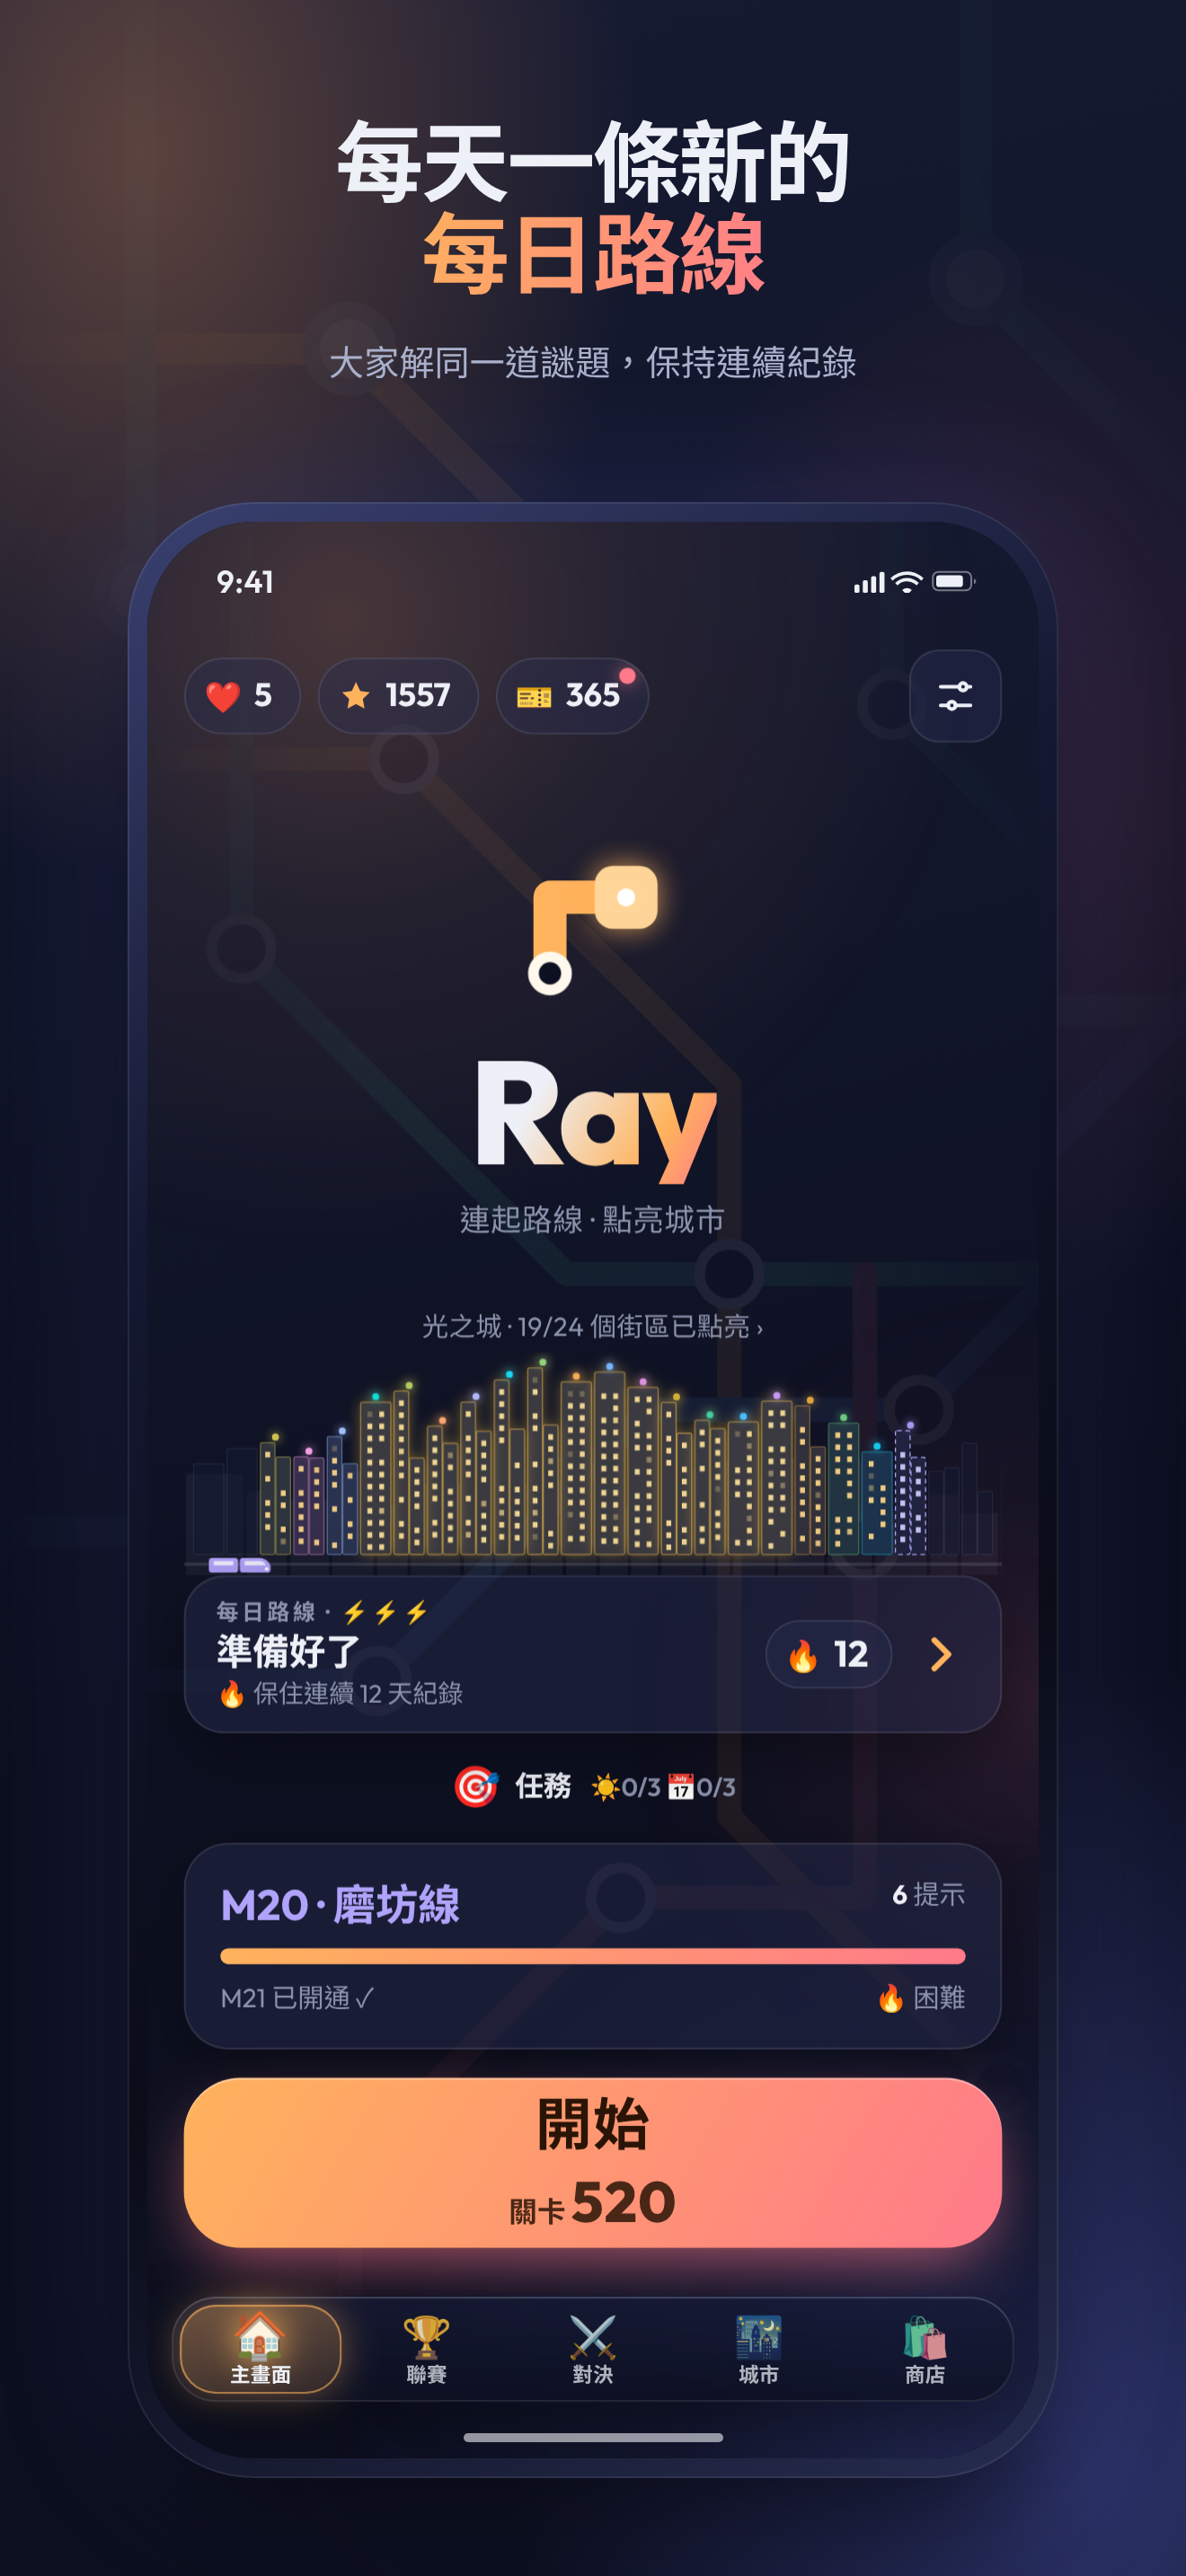 每天一條新的
每日路線
大家解同一道謎題，保持連續紀錄
9:41
❤️ 5 ★ 1557 🎫 365
Ray
連起路線·點亮城市
光之城·19/24 個街區已點亮 ›
每日路線 · ⚡⚡⚡
準備好了
🔥 保住連續 12 天紀錄
🔥 12
🎯 任務 ☀️0/3 📅0/3
M20·磨坊線
6 提示
M21 已開通 ✓
🔥 困難
開始
關卡 520
主畫面 聯賽 對決 城市 商店